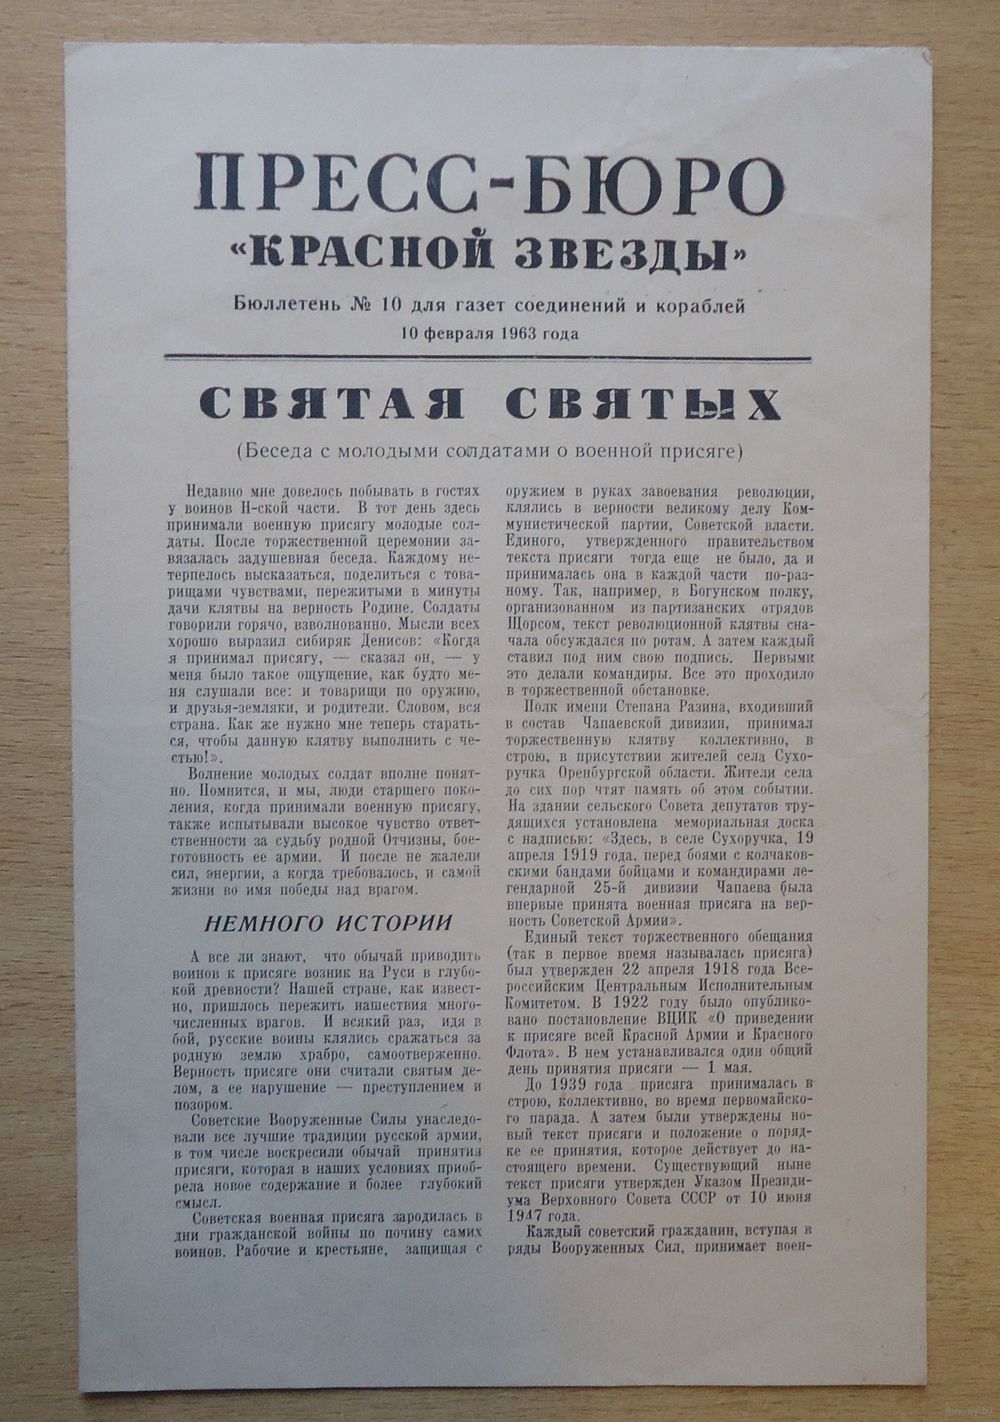 ПРЕСС-БЮРО
«КРАСНОЙ ЗВЕЗДЫ»
Бюллетень № 10 для газет соединений и кораблей
10 февраля 1963 года
СВЯТАЯ СВЯТЫХ
(Беседа с молодыми солдатами о военной присяге)
Недавно мне довелось побывать в гостях
у воинов Н-ской части. В тот день здесь
принимали военную присягу молодые сол-
даты. После торжественной церемонии за-
вязалась задушевная беседа. Каждому не-
терпелось высказаться, поделиться с това-
рищами чувствами, пережитыми в минуты
дачи клятвы на верность Родине. Солдаты
говорили горячо, взволнованно. Мысли всех
хорошо выразил сибиряк Денисов: «Когда
я принимал присягу, — сказал он, — у
меня было такое ощущение, как будто ме-
ня слушали все: и товарищи по оружию,
и друзья-земляки, и родители. Словом, вся
страна. Как же нужно мне теперь старать-
ся, чтобы данную клятву выполнить с че-
стью!».
Волнение молодых солдат вполне понят-
но. Помнится, и мы, люди старшего поко-
ления, когда принимали военную присягу,
также испытывали высокое чувство ответ-
ственности за судьбу родной Отчизны, бое-
готовность ее армии. И после не жалели
сил, энергии, а когда требовалось, и самой
жизни во имя победы над врагом.
НЕМНОГО ИСТОРИИ
А все ли знают, что обычай приводить
воинов к присяге возник на Руси в глубо-
кой древности? Нашей стране, как извест-
но, пришлось пережить нашествия много-
численных врагов. И всякий раз, идя в
бой, русские воины клялись сражаться за
родную землю храбро, самоотверженно.
Верность присяге они считали святым де-
лом, а ее нарушение — преступлением и
позором.
Советские Вооруженные Силы унаследо-
вали все лучшие традиции русской армии,
в том числе воскресили обычай принятия
присяги, которая в наших условиях приоб-
рела новое содержание и более глубокий
смысл.
Советская военная присяга зародилась в
дни гражданской войны по почину самих
воинов. Рабочие и крестьяне, защищая с
оружием в руках завоевания революции,
клялись в верности великому делу Ком-
мунистической партии, Советской власти.
Единого, утвержденного правительством
текста присяги тогда еще не было, да и
принималась она в каждой части по-раз-
ному. Так, например, в Богунском полку,
организованном из партизанских отрядов
Щорсом, текст революционной клятвы сна-
чала обсуждался по ротам. А затем каждый
ставил под ним свою подпись. Первыми
это делали командиры. Все это проходило
в торжественной обстановке.
Полк имени Степана Разина, входивший
в состав Чапаевской дивизии, принимал
торжественную клятву коллективно, в
строю, в присутствии жителей села Сухо-
ручка Оренбургской области. Жители села
до сих пор чтят память об этом событии.
На здании сельского Совета депутатов тру-
дящихся установлена мемориальная доска
с надписью: «Здесь, в селе Сухоручка, 19
апреля 1919 года. перед боями с колчаков-
скими бандами бойцами и командирами ле-
гендарной 25-й дивизии Чапаева была
впервые принята военная присяга на вер-
ность Советской Армии».
Единый текст торжественного обещания
(так в первое время называлась присяга)
был утвержден 22 апреля 1918 года Все-
российским Центральным Исполнительным
Комитетом. В 1922 году было опублико-
вано постановление ВЦИК «О приведении
к присяге всей Красной Армии и Красного
Флота». В нем устанавливался один общий
день принятия присяги — 1 мая.
До 1939 года присяга принималась в
строю, коллективно, во время первомайско-
го парада. А затем были утверждены но-
вый текст присяги и положение о поряд-
ке ее принятия, которое действует до на-
стоящего времени. Существующий ныне
текст присяги утвержден Указом Президи-
ума Верховного Совета СССР от 10 июня
1947 года.
Каждый советский гражданин, вступая в
ряды Вооруженных Сил, принимает воен-
www.ay.by